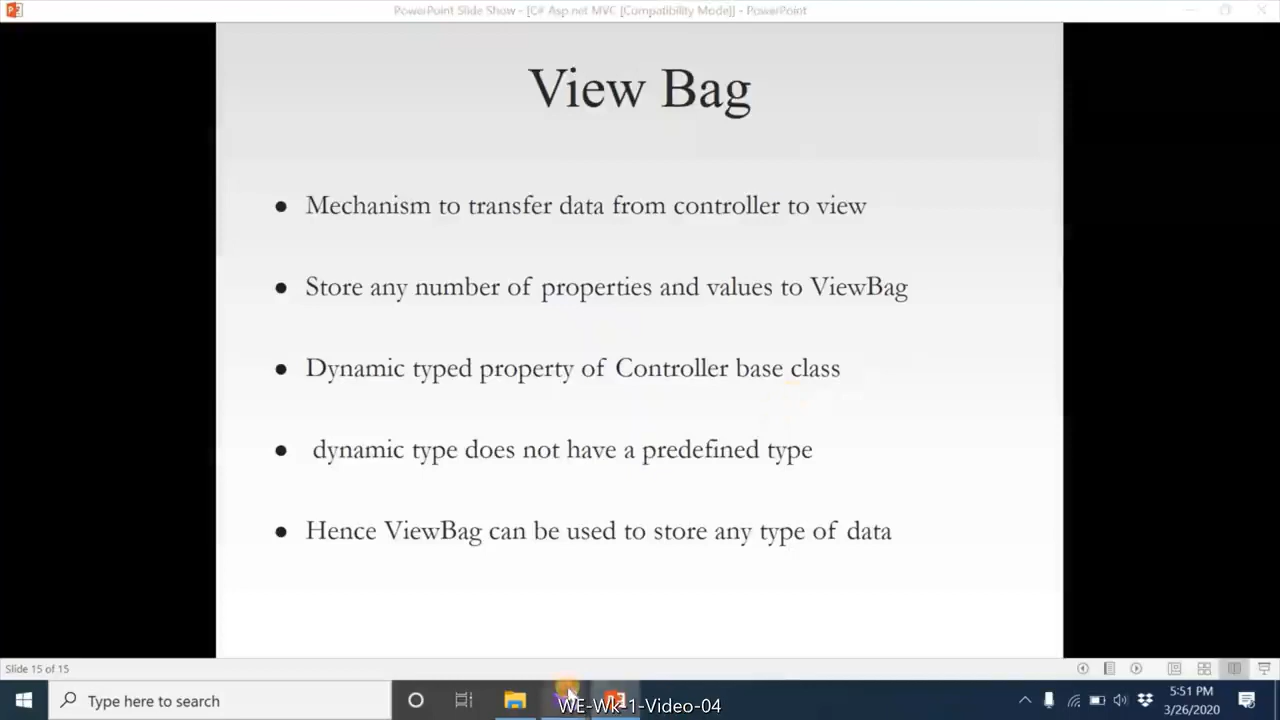 PowerPoint Slide Show - [C# Asp net MVC [Compatibility Mode]] - PowerPoint
View Bag
● Mechanism to transfer data from controller to view
● Store any number of properties and values to ViewBag
● Dynamic typed property of Controller base class
● dynamic type does not have a predefined type
● Hence ViewBag can be used to store any type of data
Slide 15 of 15
Type here to search
WE-Wk-1-Video-04
5:51 PM
3/26/2020